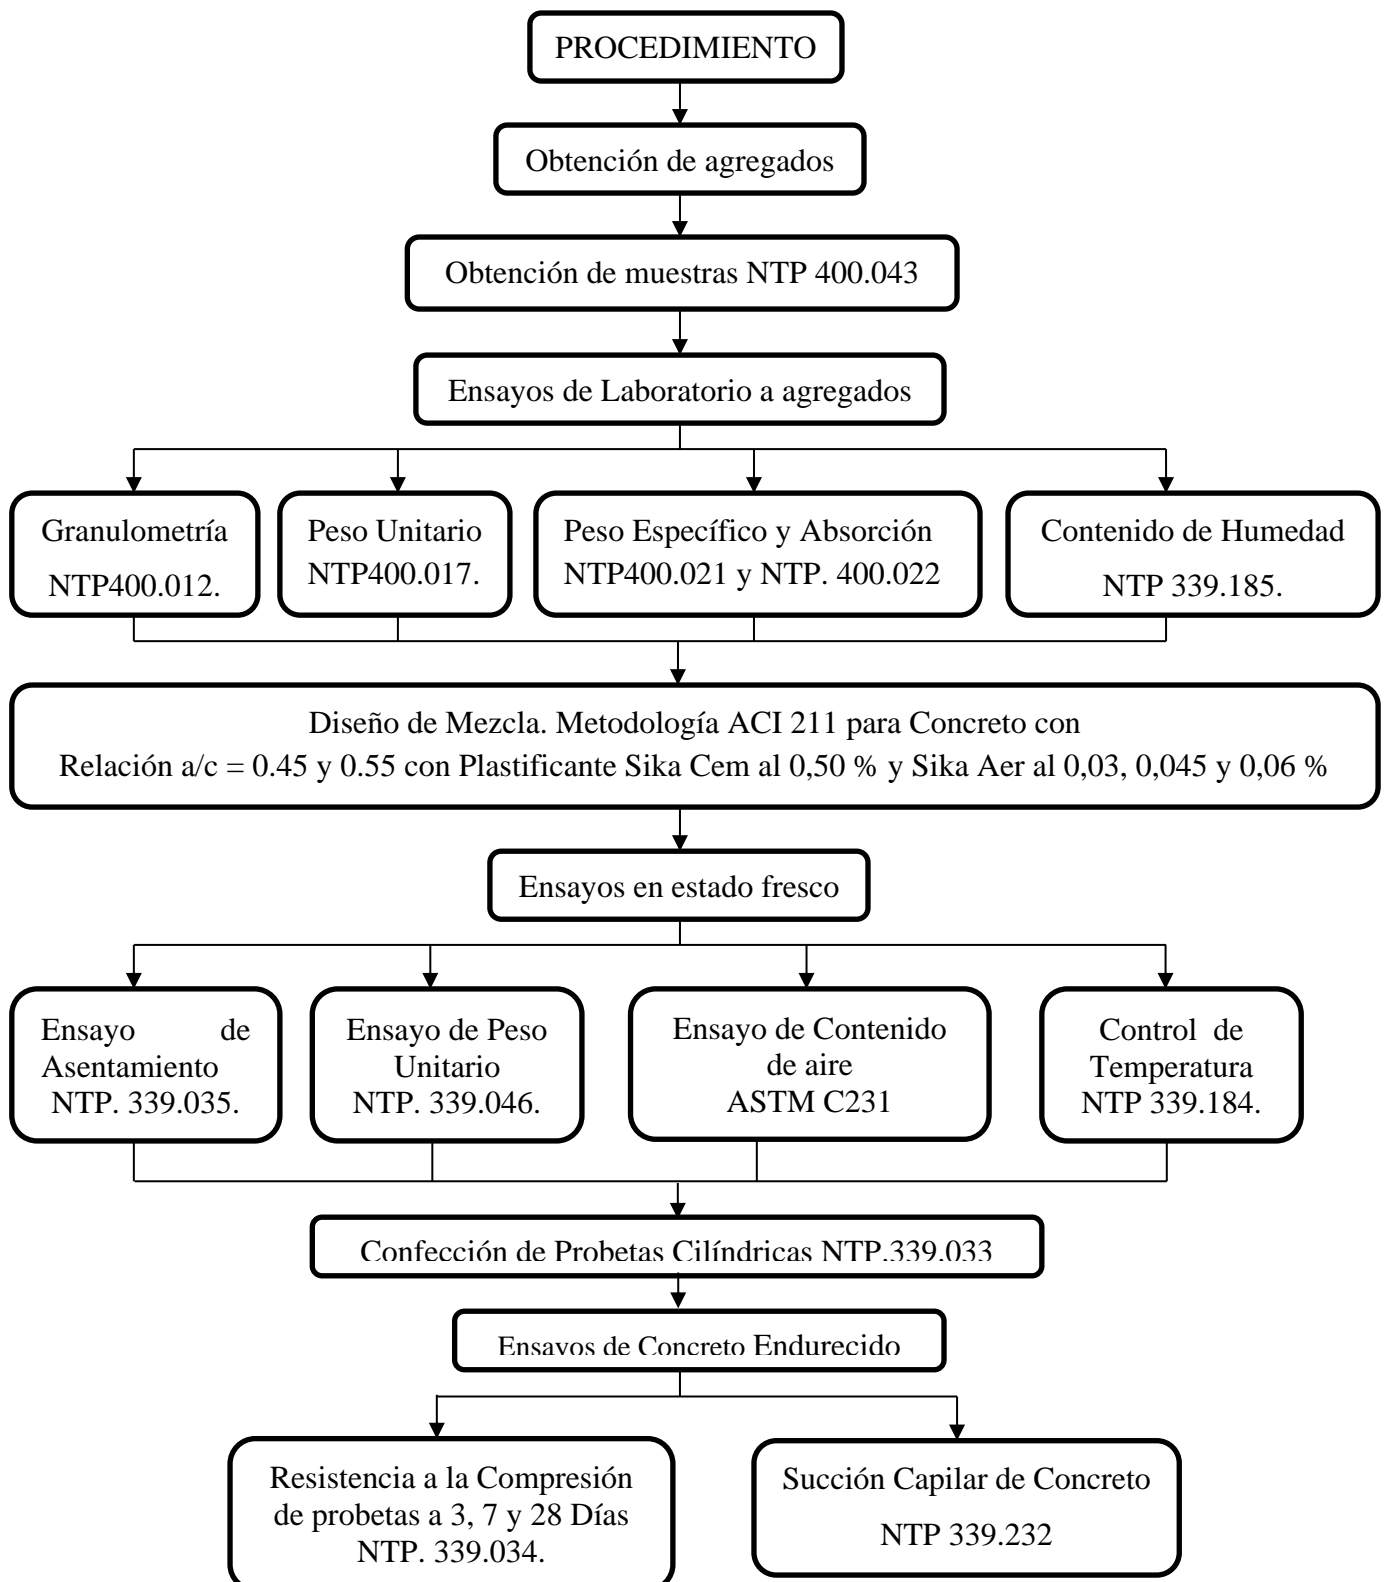 PROCEDIMIENTO
Obtención de agregados
Obtención de muestras NTP 400.043
Ensayos de Laboratorio a agregados
Granulometría
NTP400.012.
Peso Unitario
NTP400.017.
Peso Específico y Absorción
NTP400.021 y NTP. 400.022
Contenido de Humedad
NTP 339.185.
Diseño de Mezcla. Metodología ACI 211 para Concreto con
Relación a/c = 0.45 y 0.55 con Plastificante Sika Cem al 0,50 % y Sika Aer al 0,03, 0,045 y 0,06 %
Ensayos en estado fresco
Ensayo de
Asentamiento
NTP. 339.035.
Ensayo de Peso
Unitario
NTP. 339.046.
Ensayo de Contenido
de aire
ASTM C231
Control de
Temperatura
NTP 339.184.
Confección de Probetas Cilíndricas NTP.339.033
Ensayos de Concreto Endurecido
Resistencia a la Compresión
de probetas a 3, 7 y 28 Días
NTP. 339.034.
Succión Capilar de Concreto
NTP 339.232